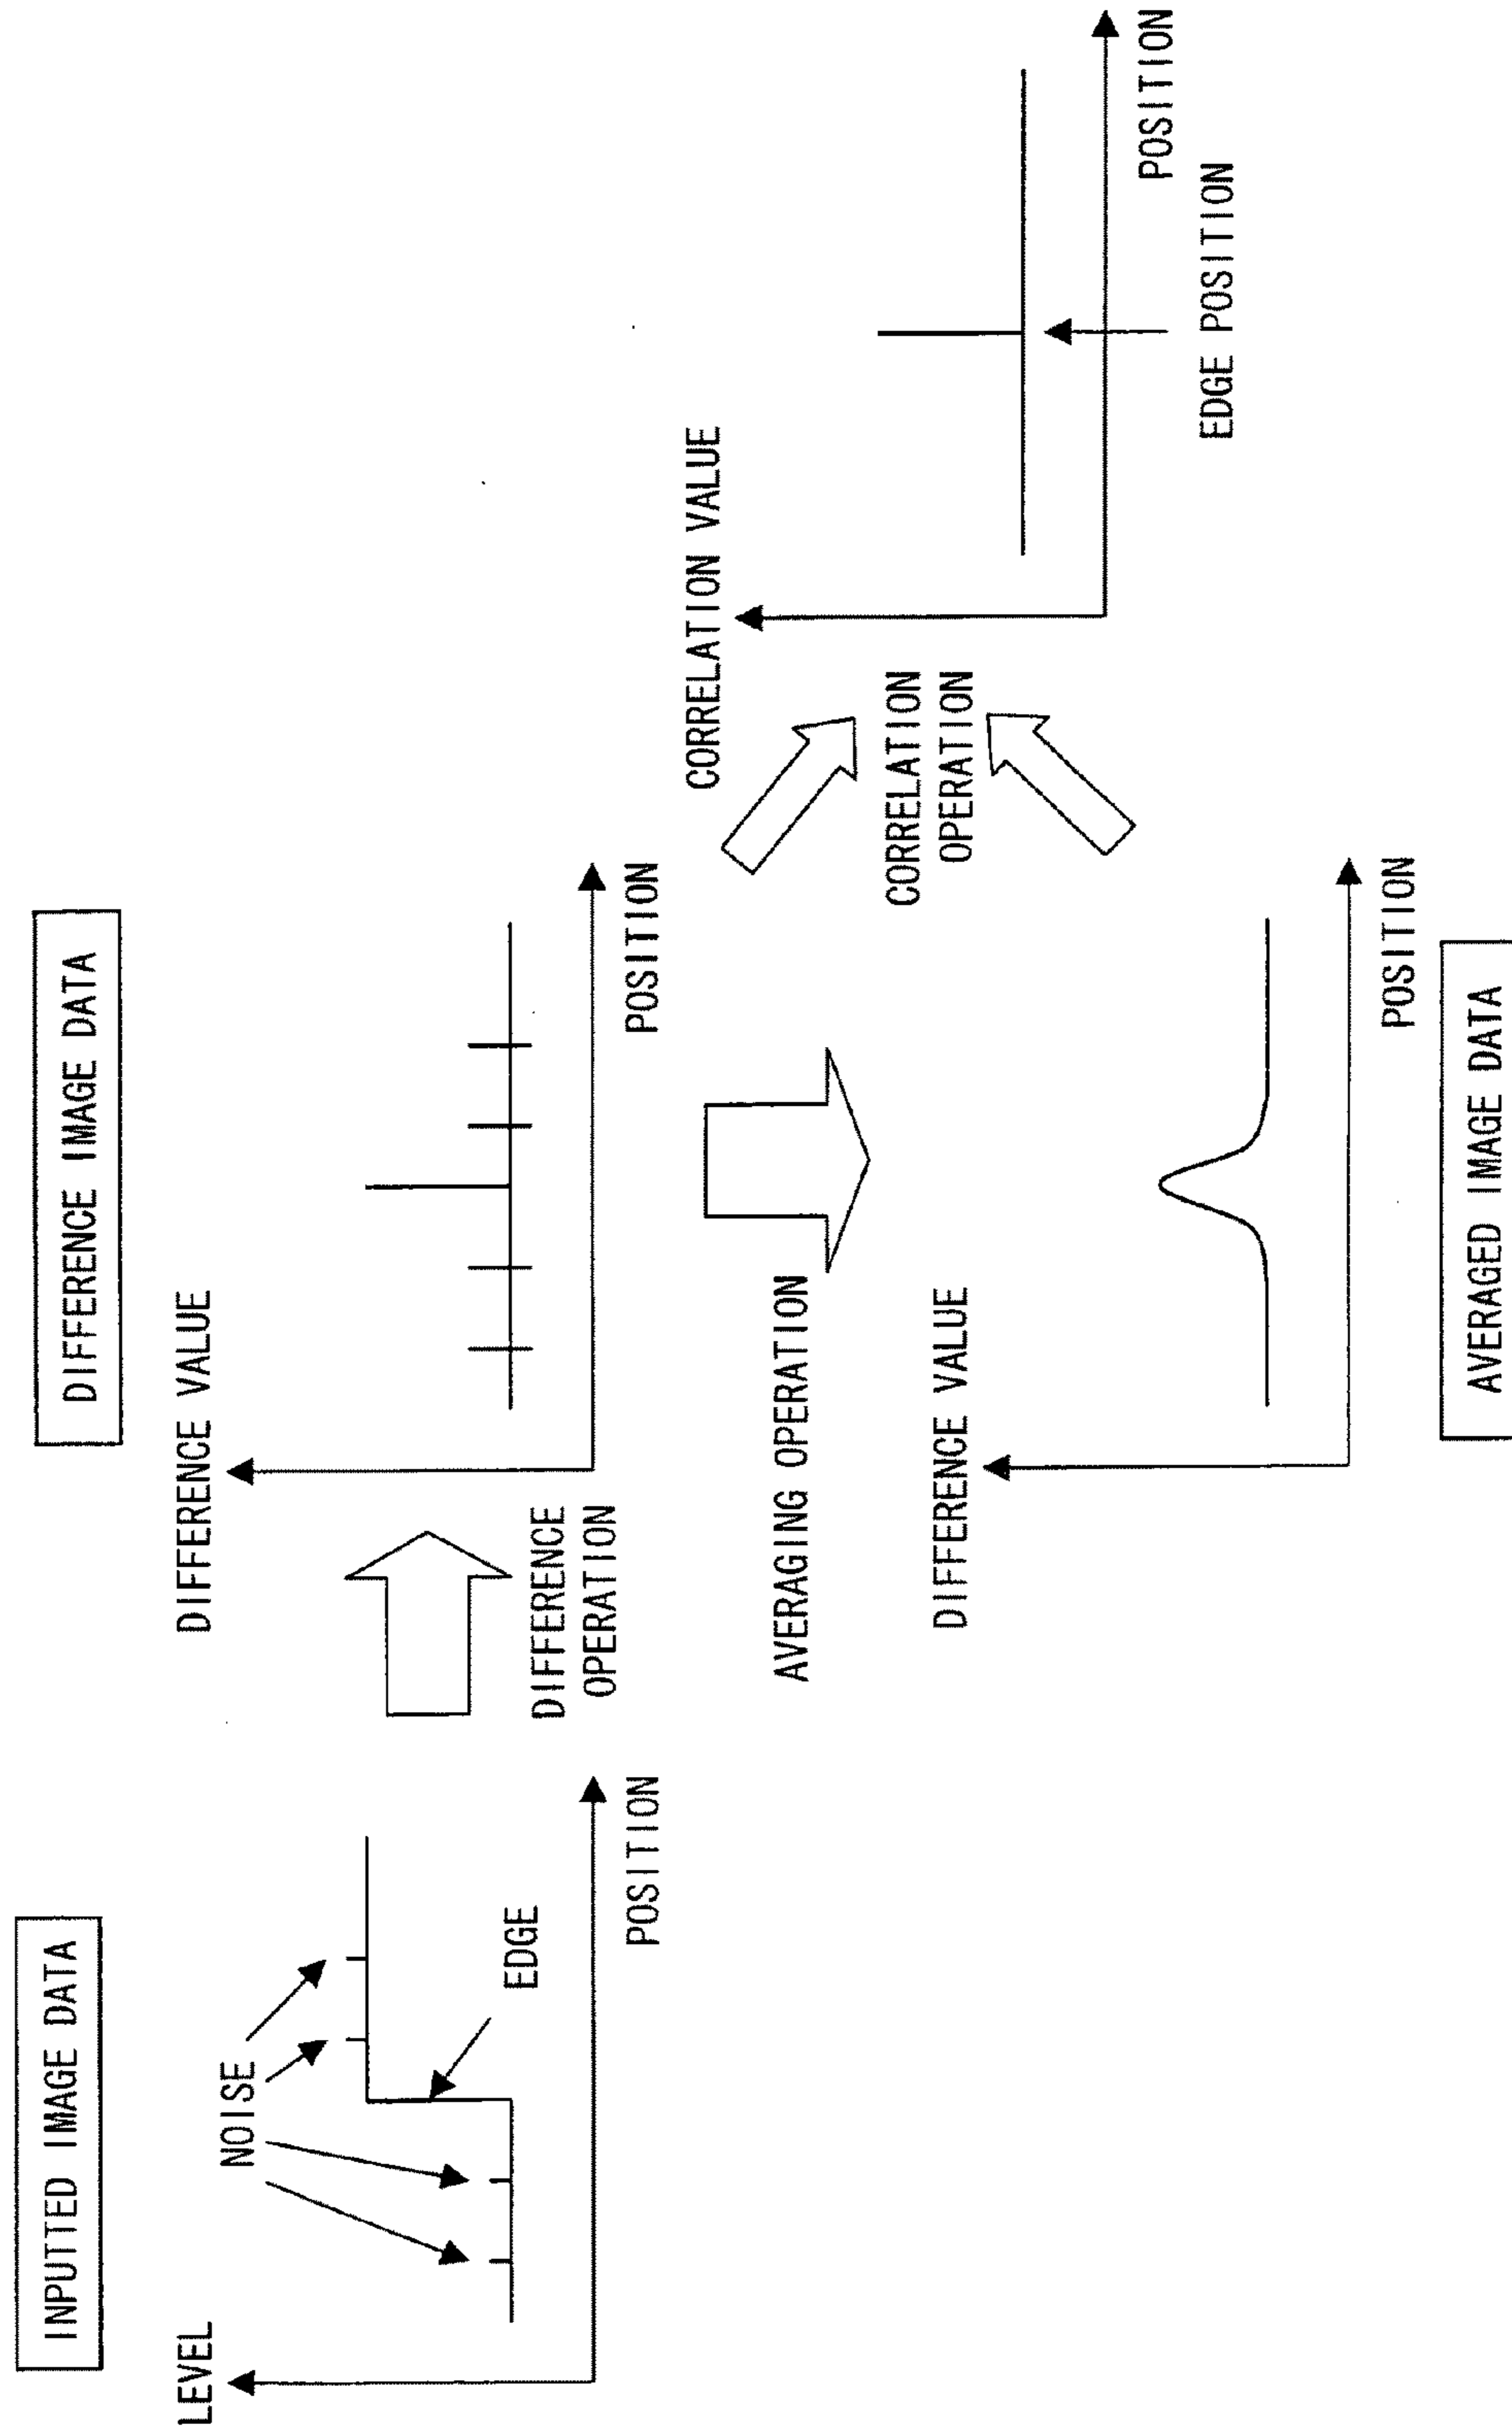 INPUTTED IMAGE DATA
LEVEL
NOISE
EDGE
POSITION
DIFFERENCE
OPERATION
DIFFERENCE IMAGE DATA
DIFFERENCE VALUE
POSITION
AVERAGING OPERATION
DIFFERENCE VALUE
POSITION
AVERAGED IMAGE DATA
CORRELATION
OPERATION
CORRELATION VALUE
POSITION
EDGE POSITION